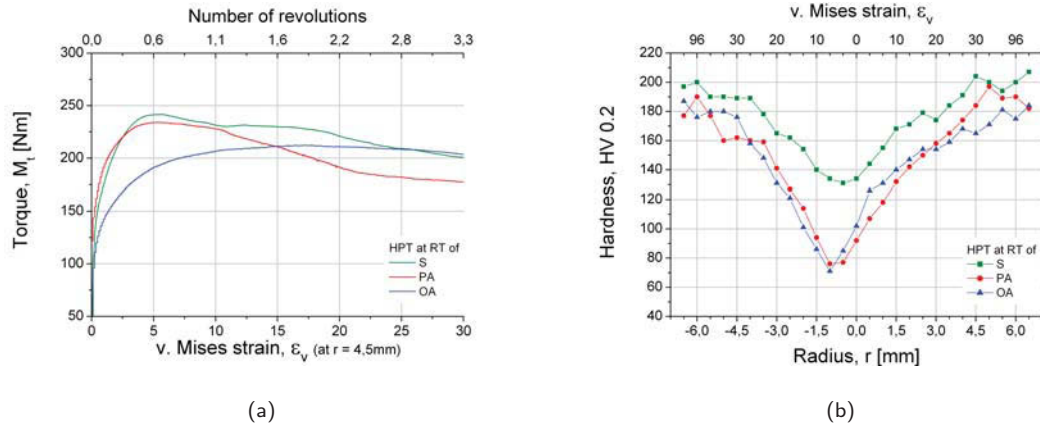 Number of revolutions
0,0 0,6 1,1 1,6 2,2 2,8 3,3
300
250
200
150
100
50
Torque, M_t [Nm]
HPT at RT of
S
PA
OA
0 5 10 15 20 25 30
v. Mises strain, ε_v (at r = 4,5mm)
(a)
v. Mises strain, ε_v
96 30 20 10 0 10 20 30 96
220
200
180
160
140
120
100
80
60
40
Hardness, HV 0.2
HPT at RT of
S
PA
OA
-6,0 -4,5 -3,0 -1,5 0,0 1,5 3,0 4,5 6,0
Radius, r [mm]
(b)